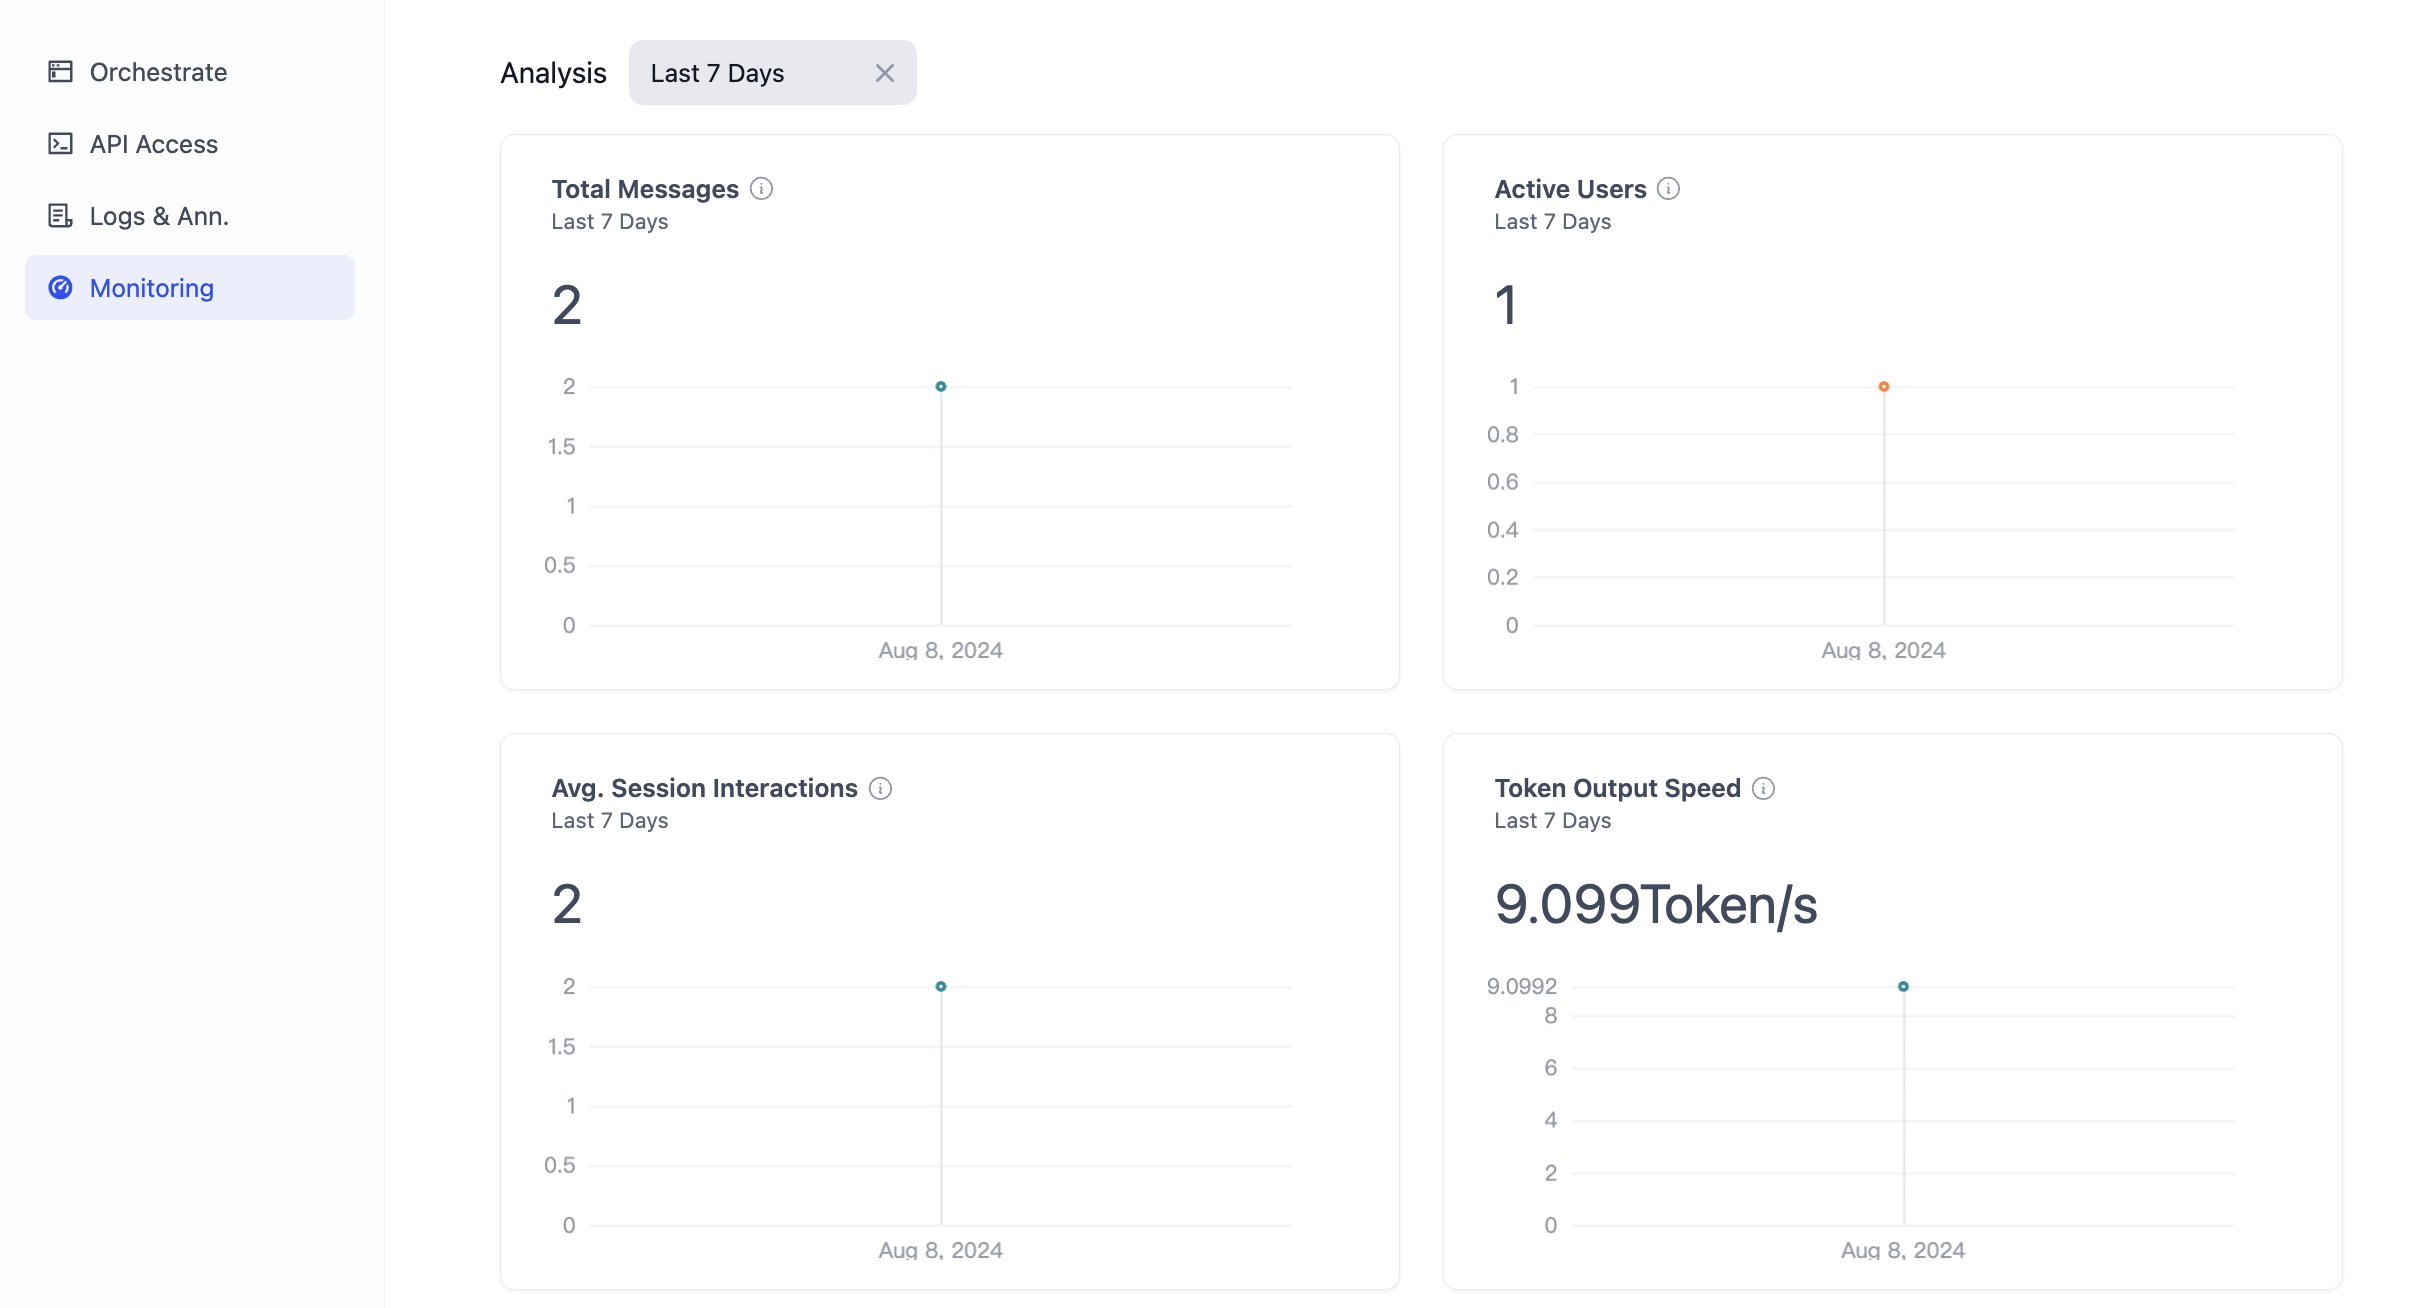 Orchestrate
API Access
Logs & Ann.
Monitoring
Analysis Last 7 Days
Total Messages
Last 7 Days
2
2
1.5
1
0.5
0
Aug 8, 2024
Active Users
Last 7 Days
1
1
0.8
0.6
0.4
0.2
0
Aug 8, 2024
Avg. Session Interactions
Last 7 Days
2
2
1.5
1
0.5
0
Aug 8, 2024
Token Output Speed
Last 7 Days
9.099Token/s
9.0992
8
6
4
2
0
Aug 8, 2024